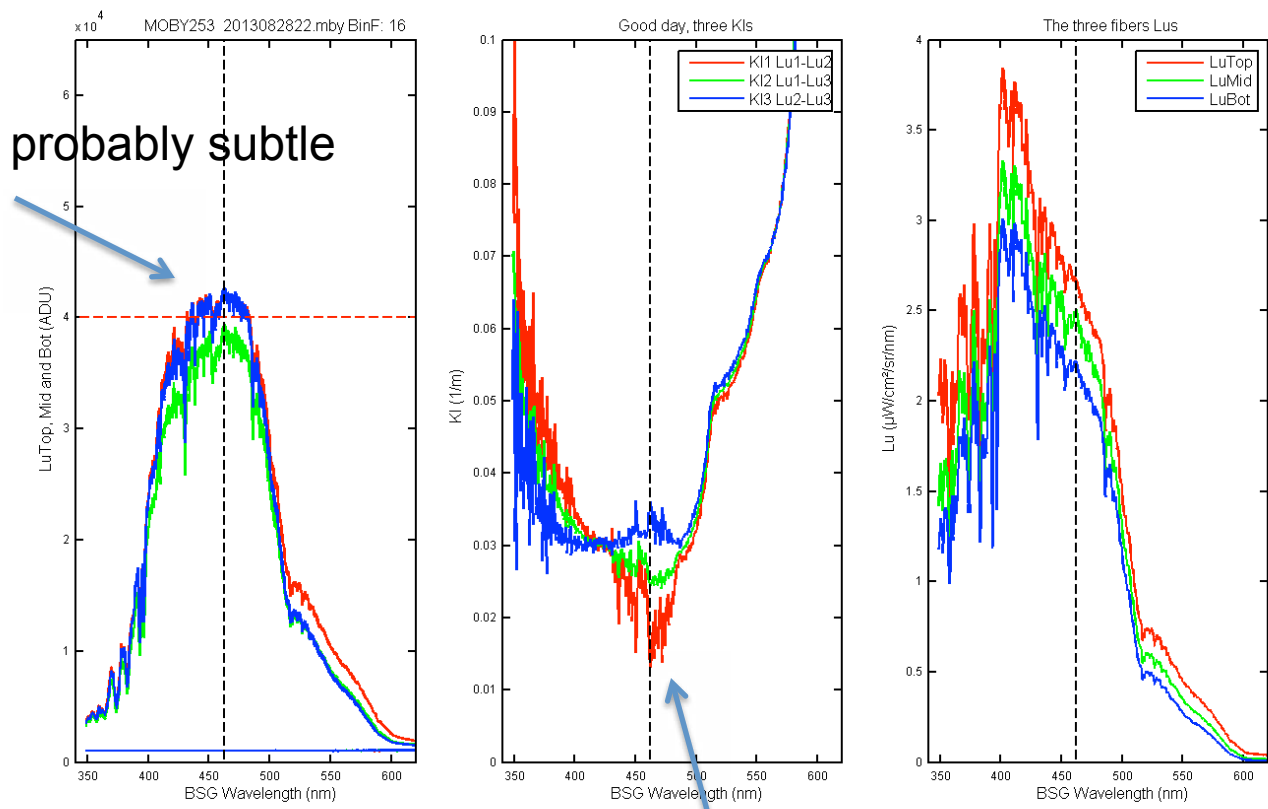 x 10⁴
MOBY253 2013082822.mby BinF: 16
6
5
4
3
2
1
0
350 400 450 500 550 600
BSG Wavelength (nm)
LuTop, Mid and Bot (ADU)
probably subtle
Good day, three Kls
Kl1 Lu1-Lu2
Kl2 Lu1-Lu3
Kl3 Lu2-Lu3
0.1
0.09
0.08
0.07
0.06
0.05
0.04
0.03
0.02
0.01
0
350 400 450 500 550 600
BSG Wavelength (nm)
Kl (1/m)
The three fibers Lus
LuTop
LuMid
LuBot
4
3.5
3
2.5
2
1.5
1
0.5
0
350 400 450 500 550 600
BSG Wavelength (nm)
Lu (µW/cm²/sr/nm)